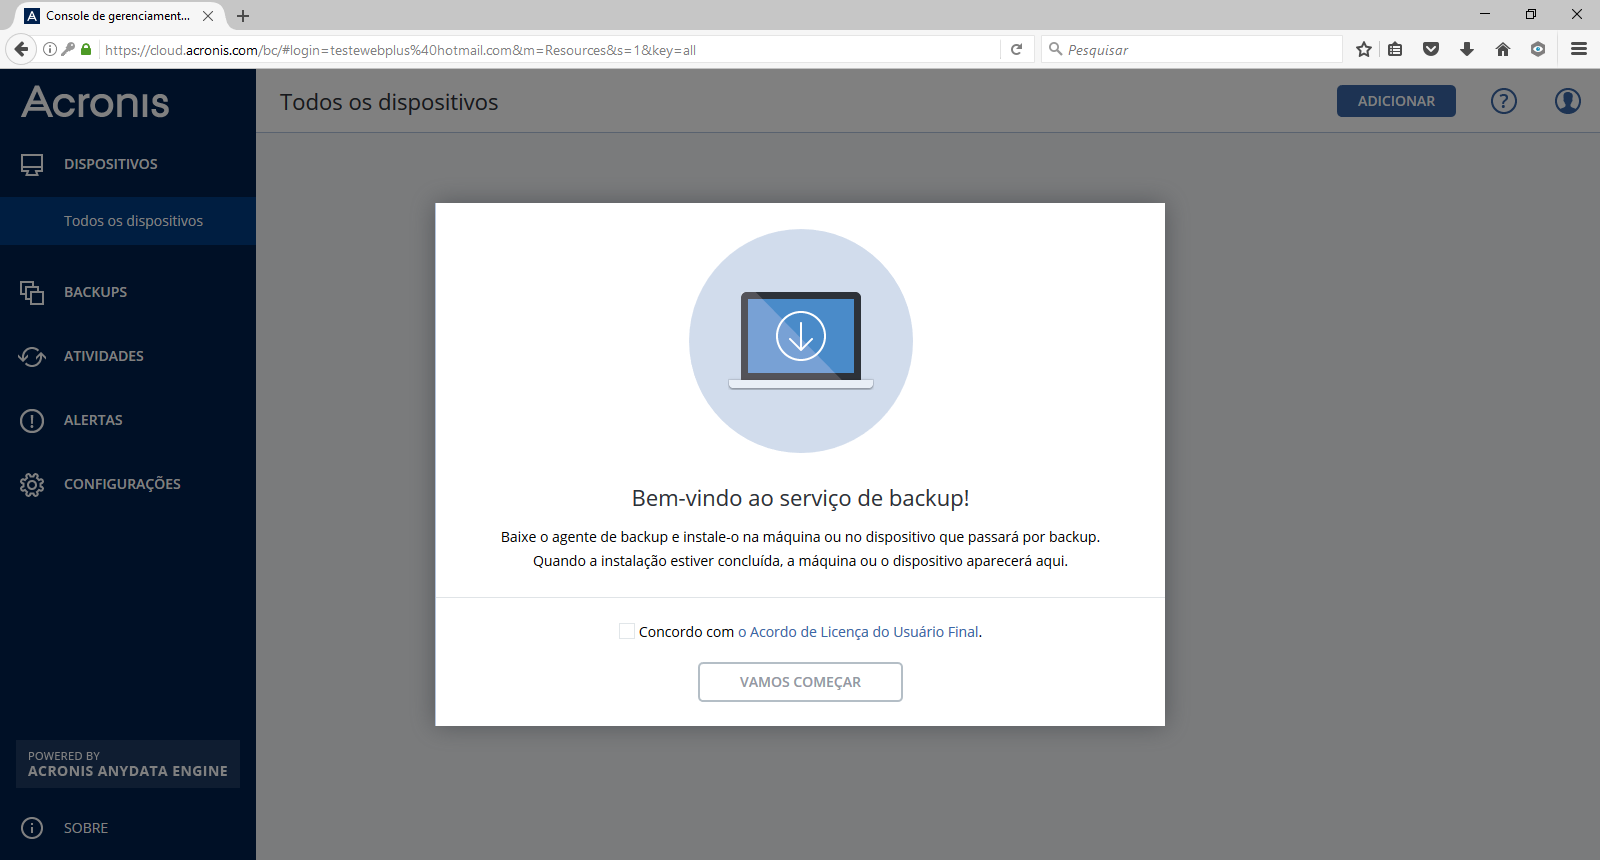 Console de gerenciament...
https://cloud.acronis.com/bc/#login=testewebplus%40hotmail.com&m=Resources&s=1&key=all
Pesquisar
Acronis
Todos os dispositivos
ADICIONAR
?
DISPOSITIVOS
Todos os dispositivos
BACKUPS
ATIVIDADES
ALERTAS
CONFIGURAÇÕES
Bem-vindo ao serviço de backup!
Baixe o agente de backup e instale-o na máquina ou no dispositivo que passará por backup.
Quando a instalação estiver concluída, a máquina ou o dispositivo aparecerá aqui.
Concordo com o Acordo de Licença do Usuário Final.
VAMOS COMEÇAR
POWERED BY
ACRONIS ANYDATA ENGINE
SOBRE